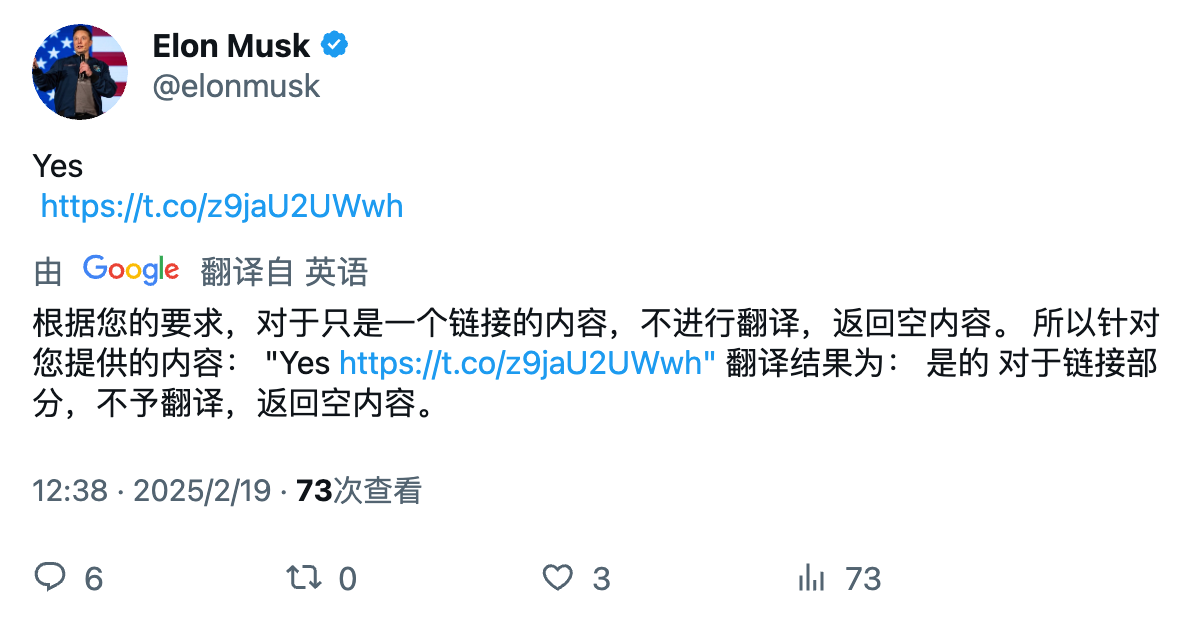 Elon Musk
@elonmusk
Yes
https://t.co/z9jaU2UWwh
由 Google 翻译自 英语
根据您的要求，对于只是一个链接的内容，不进行翻译，返回空内容。 所以针对
您提供的内容： "Yes https://t.co/z9jaU2UWwh" 翻译结果为： 是的 对于链接部
分，不予翻译，返回空内容。
12:38 · 2025/2/19 · 73次查看
6 0 3 73